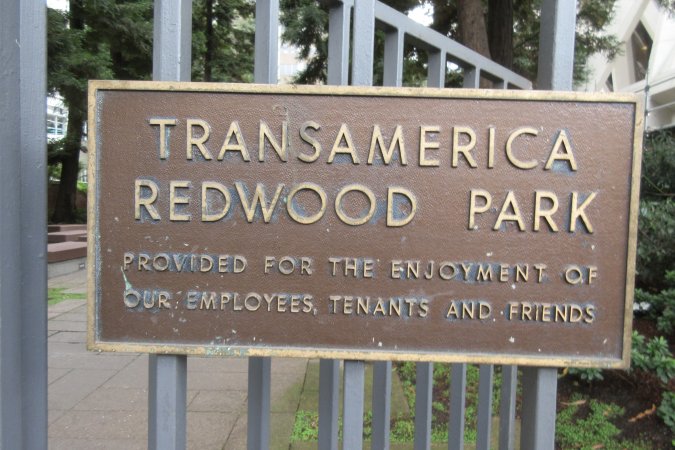 TRANSAMERICA
REDWOOD PARK
PROVIDED FOR THE ENJOYMENT OF
OUR EMPLOYEES, TENANTS AND FRIENDS